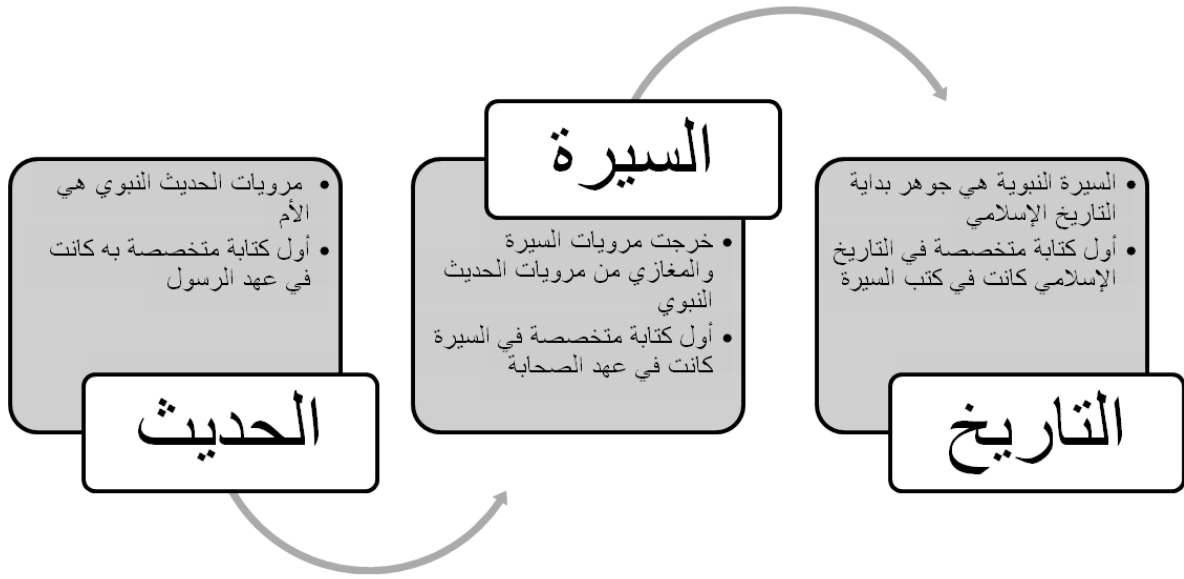 الحديث
• مرويات الحديث النبوي هي
الأم
• أول كتابة متخصصة به كانت
في عهد الرسول
السيرة
• خرجت مرويات السيرة
والمغازي من مرويات الحديث
النبوي
• أول كتابة متخصصة في السيرة
كانت في عهد الصحابة
التاريخ
• السيرة النبوية هي جوهر بداية
التاريخ الإسلامي
• أول كتابة متخصصة في التاريخ
الإسلامي كانت في كتب السيرة